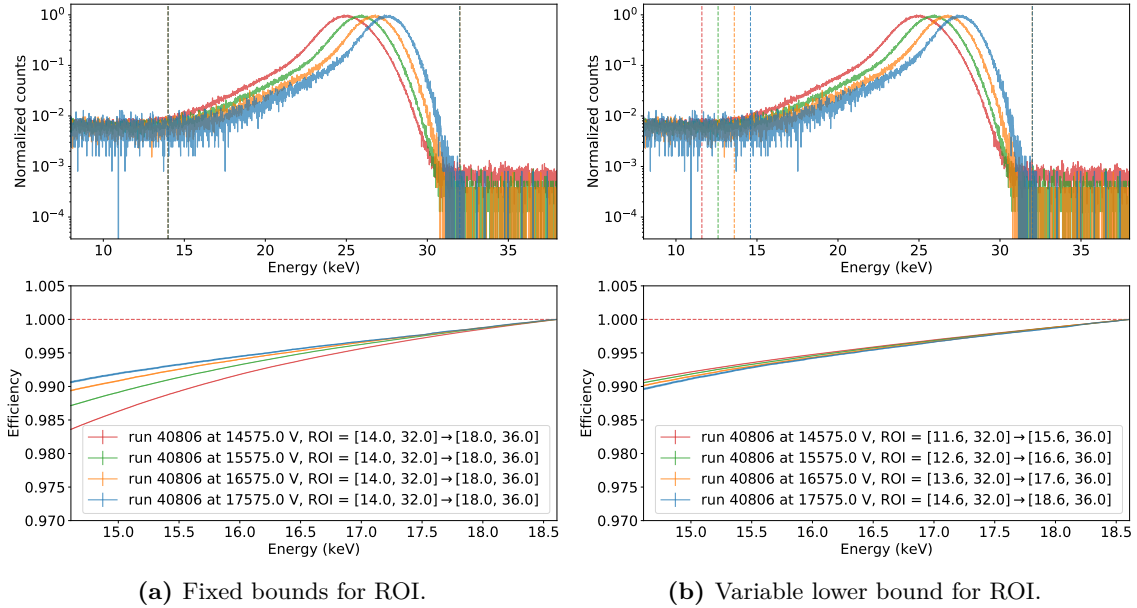 Normalized counts
10⁰
10⁻¹
10⁻²
10⁻³
10⁻⁴
10 15 20 25 30 35
Energy (keV)
Normalized counts
10⁰
10⁻¹
10⁻²
10⁻³
10⁻⁴
10 15 20 25 30 35
Energy (keV)
Efficiency
1.005
1.000
0.995
0.990
0.985
0.980
0.975
0.970
run 40806 at 14575.0 V, ROI = [14.0, 32.0]→[18.0, 36.0]
run 40806 at 15575.0 V, ROI = [14.0, 32.0]→[18.0, 36.0]
run 40806 at 16575.0 V, ROI = [14.0, 32.0]→[18.0, 36.0]
run 40806 at 17575.0 V, ROI = [14.0, 32.0]→[18.0, 36.0]
15.0 15.5 16.0 16.5 17.0 17.5 18.0 18.5
Energy (keV)
Efficiency
1.005
1.000
0.995
0.990
0.985
0.980
0.975
0.970
run 40806 at 14575.0 V, ROI = [11.6, 32.0]→[15.6, 36.0]
run 40806 at 15575.0 V, ROI = [12.6, 32.0]→[16.6, 36.0]
run 40806 at 16575.0 V, ROI = [13.6, 32.0]→[17.6, 36.0]
run 40806 at 17575.0 V, ROI = [14.6, 32.0]→[18.6, 36.0]
15.0 15.5 16.0 16.5 17.0 17.5 18.0 18.5
Energy (keV)
(a) Fixed bounds for ROI.
(b) Variable lower bound for ROI.